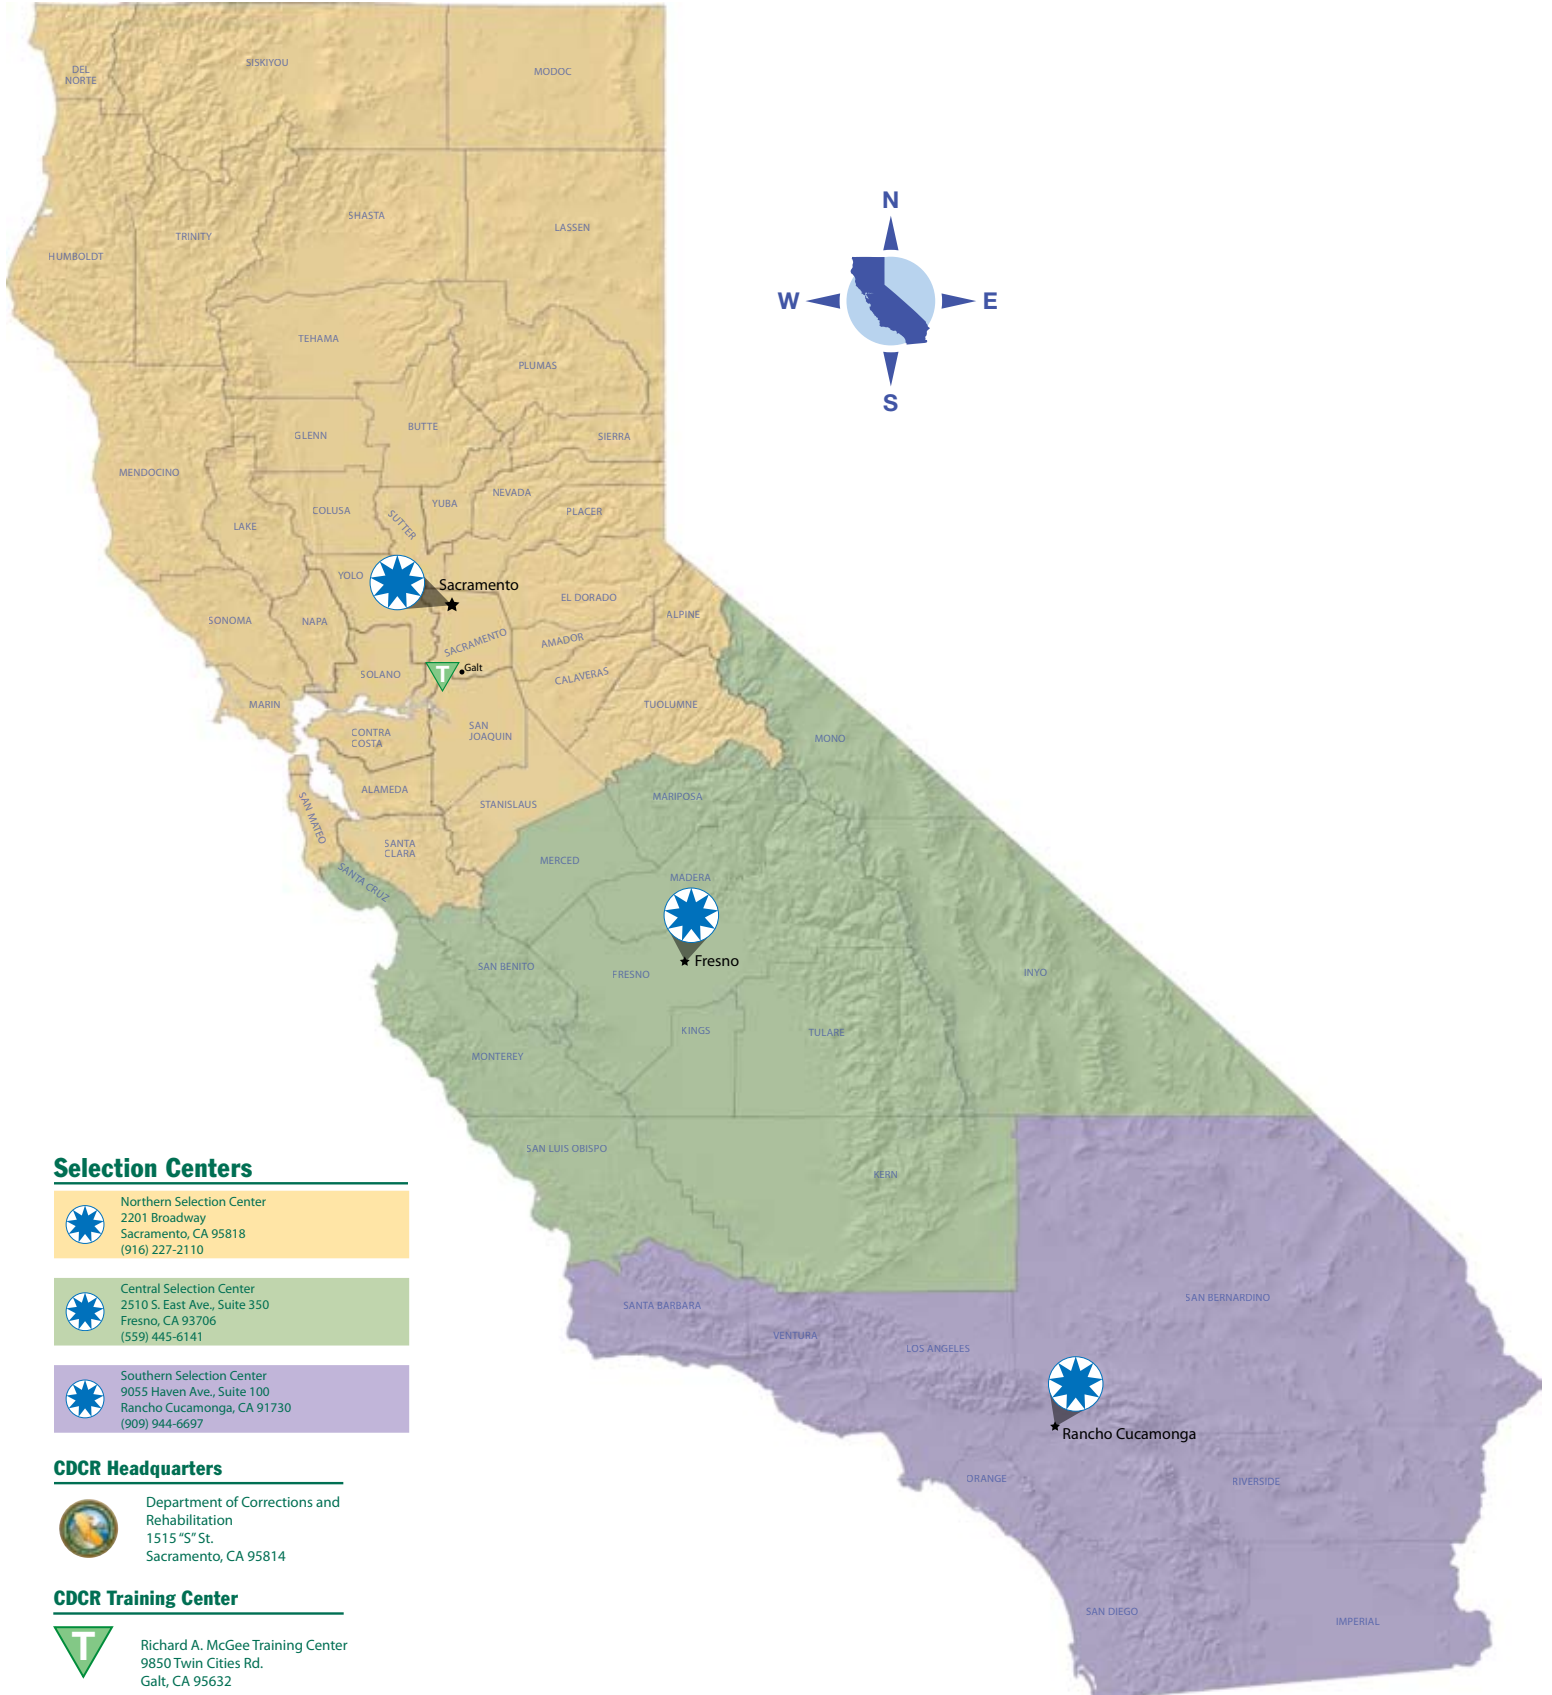 DEL
NORTE
SISKIYOU
MODOC
HUMBOLDT
TRINITY
SHASTA
LASSEN
N
W
E
S
TEHAMA
PLUMAS
GLENN
BUTTE
SIERRA
MENDOCINO
LAKE
COLUSA
SUTTER
YUBA
NEVADA
PLACER
YOLO
Sacramento
EL DORADO
ALPINE
SONOMA
NAPA
SACRAMENTO
AMADOR
SOLANO
T
Galt
CALAVERAS
MARIN
TUOLUMNE
CONTRA
COSTA
SAN
JOAQUIN
MONO
ALAMEDA
SAN MATEO
STANISLAUS
MARIPOSA
SANTA
CLARA
SANTA CRUZ
MERCED
MADERA
SAN BENITO
FRESNO
Fresno
INYO
KINGS
TULARE
MONTEREY
SAN LUIS OBISPO
KERN
SANTA BARBARA
VENTURA
LOS ANGELES
SAN BERNARDINO
Rancho Cucamonga
ORANGE
RIVERSIDE
SAN DIEGO
IMPERIAL
Selection Centers
Northern Selection Center
2201 Broadway
Sacramento, CA 95818
(916) 227-2110
Central Selection Center
2510 S. East Ave., Suite 350
Fresno, CA 93706
(559) 445-6141
Southern Selection Center
9055 Haven Ave., Suite 100
Rancho Cucamonga, CA 91730
(909) 944-6697
CDCR Headquarters
Department of Corrections and
Rehabilitation
1515 “S” St.
Sacramento, CA 95814
CDCR Training Center
T
Richard A. McGee Training Center
9850 Twin Cities Rd.
Galt, CA 95632